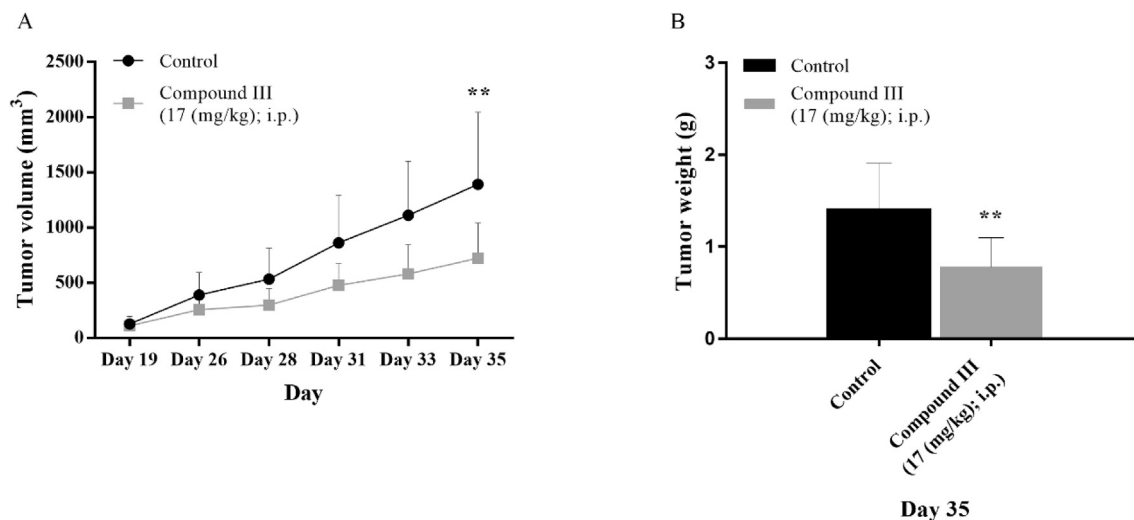 A
Tumor volume (mm³)
2500
2000
1500
1000
500
0
Control
Compound III
(17 (mg/kg); i.p.)
**
Day 19 Day 26 Day 28 Day 31 Day 33 Day 35
Day
B
Tumor weight (g)
3
2
1
0
Control
Compound III
(17 (mg/kg); i.p.)
**
Control
Compound III
(17 (mg/kg); i.p.)
Day 35